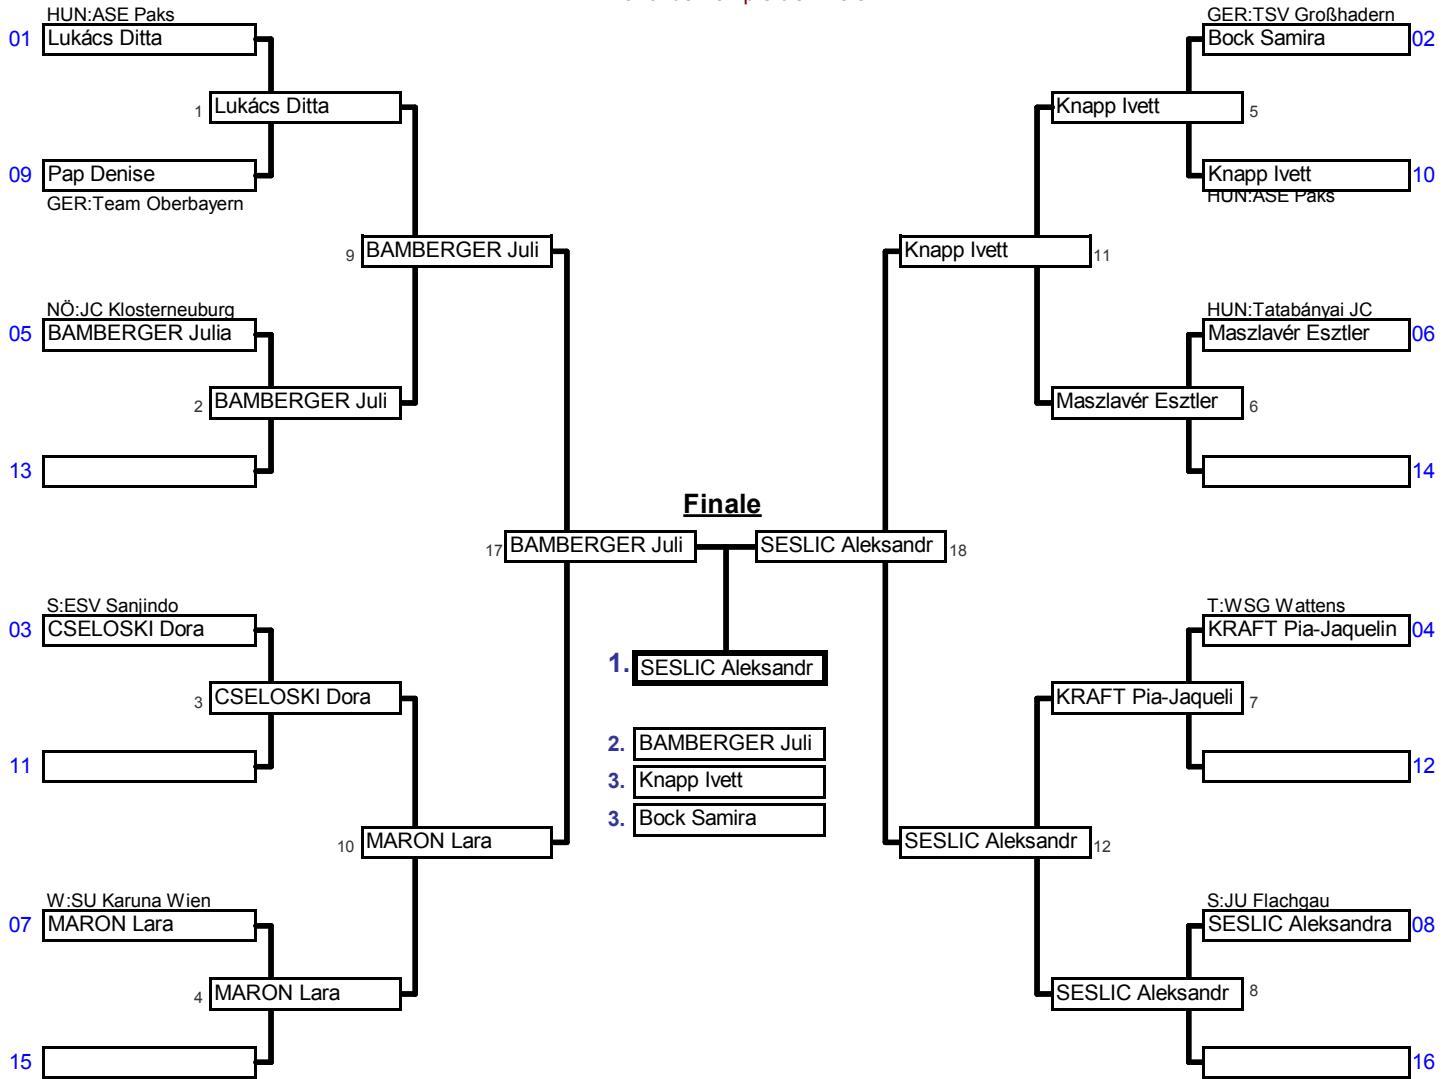 HUN:ASE Paks
01 Lukács Ditta
1 Lukács Ditta
09 Pap Denise
GER:Team Oberbayern
9 BAMBERGER Juli
NÖ:JC Klosterneuburg
05 BAMBERGER Julia
2 BAMBERGER Juli
13
17 BAMBERGER Juli
S:ESV Sanjindo
03 CSELOSKI Dora
3 CSELOSKI Dora
11
10 MARON Lara
W:SU Karuna Wien
07 MARON Lara
4 MARON Lara
15
Finale
1. SESLIC Aleksandr
2. BAMBERGER Juli
3. Knapp Ivett
3. Bock Samira
GER:TSV Großhadern
Bock Samira 02
Knapp Ivett 5
Knapp Ivett 10
HUN:ASE Paks
Knapp Ivett 11
HUN:Tatabányai JC
Maszlavér Esztler 06
Maszlavér Esztler 6
14
SESLIC Aleksandr 18
T:WSG Wattens
KRAFT Pia-Jaquelin 04
KRAFT Pia-Jaqueli 7
12
SESLIC Aleksandr 12
S:JU Flachgau
SESLIC Aleksandra 08
SESLIC Aleksandr 8
16